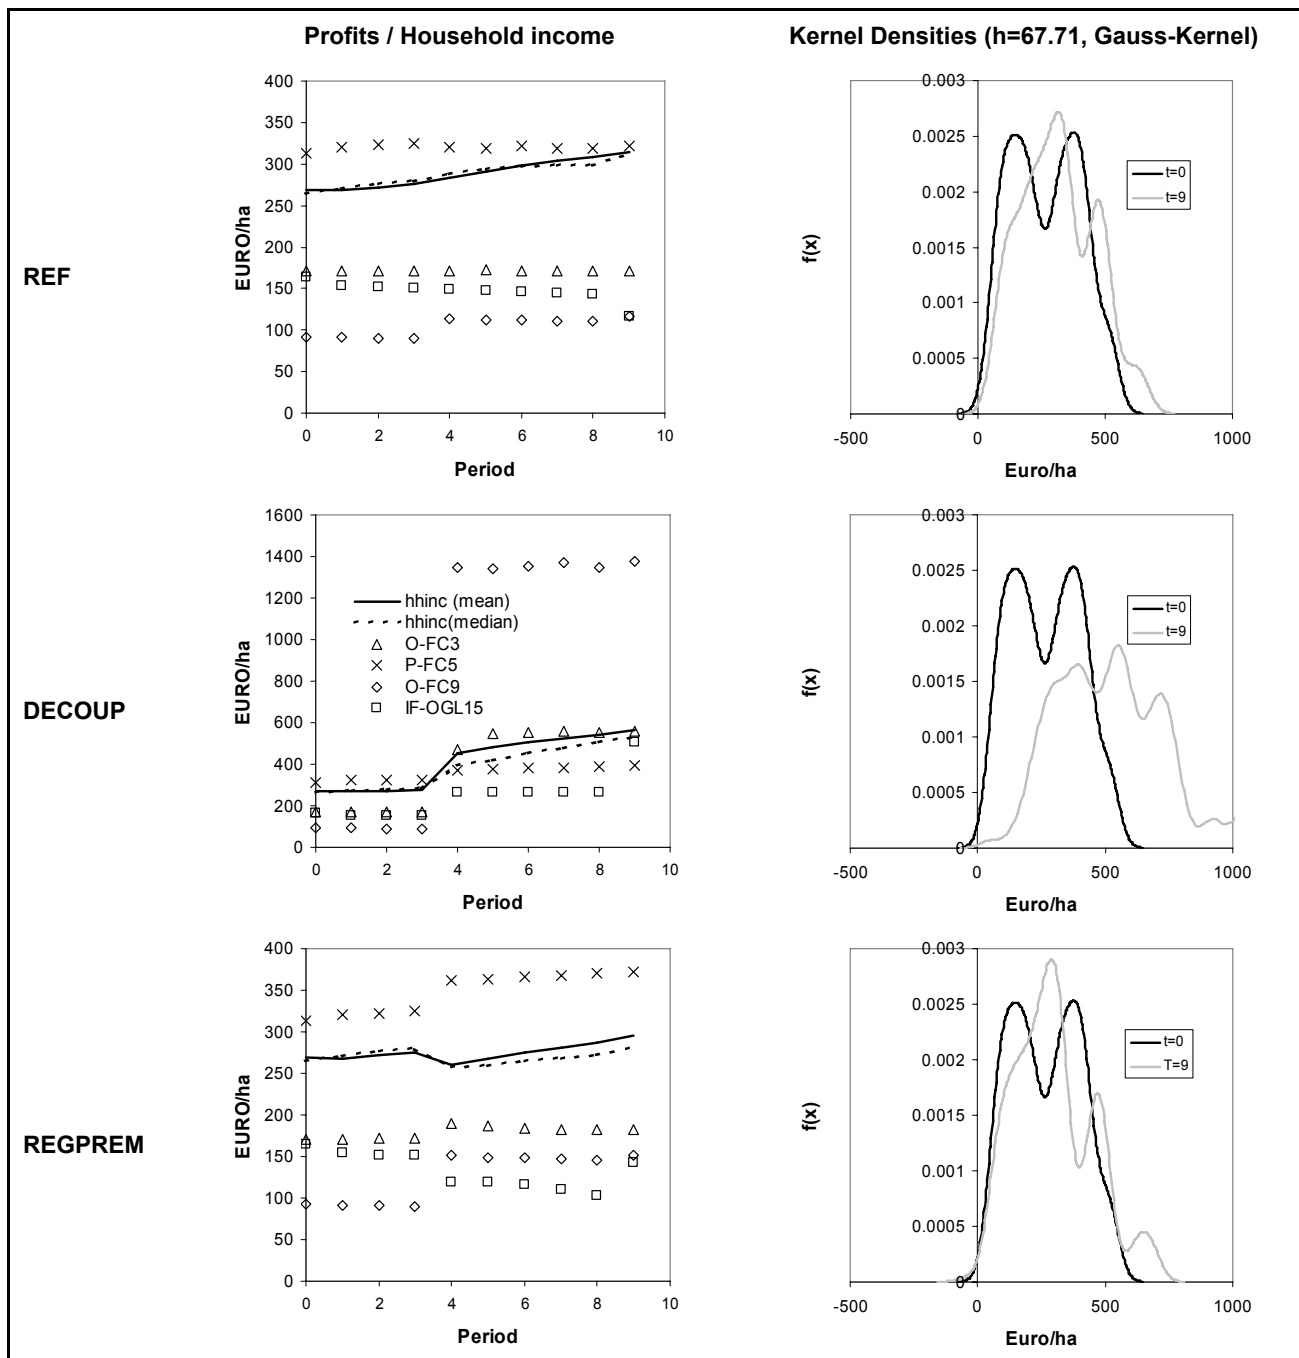 Profits / Household income
Kernel Densities (h=67.71, Gauss-Kernel)
REF
EURO/ha
400
350
300
250
200
150
100
50
0
0 2 4 6 8 10
Period
f(x)
0.003
0.0025
0.002
0.0015
0.001
0.0005
0
-500 0 500 1000
Euro/ha
t=0
t=9
DECOUP
EURO/ha
1600
1400
1200
1000
800
600
400
200
0
0 2 4 6 8 10
Period
hhinc (mean)
hhinc(median)
O-FC3
P-FC5
O-FC9
IF-OGL15
f(x)
0.003
0.0025
0.002
0.0015
0.001
0.0005
0
-500 0 500 1000
Euro/ha
t=0
t=9
REGPREM
EURO/ha
400
350
300
250
200
150
100
50
0
0 2 4 6 8 10
Period
f(x)
0.003
0.0025
0.002
0.0015
0.001
0.0005
0
-500 0 500 1000
Euro/ha
t=0
T=9